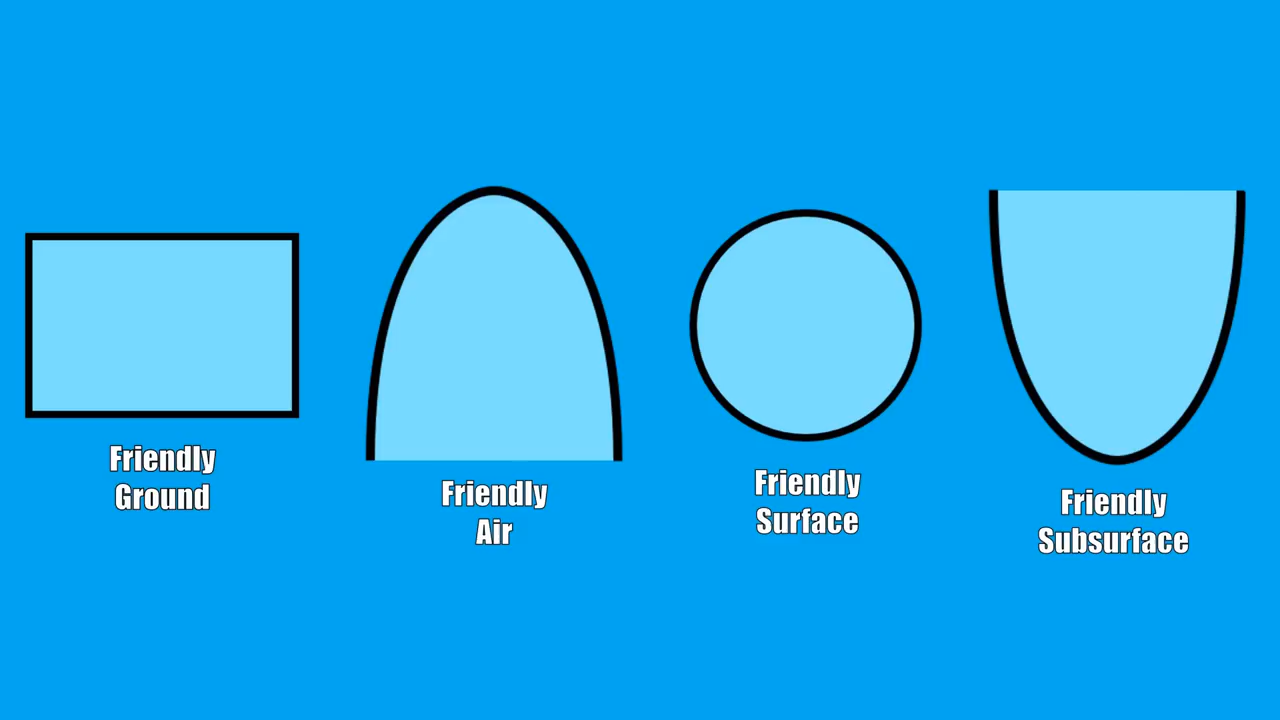 Friendly
Ground
Friendly
Air
Friendly
Surface
Friendly
Subsurface